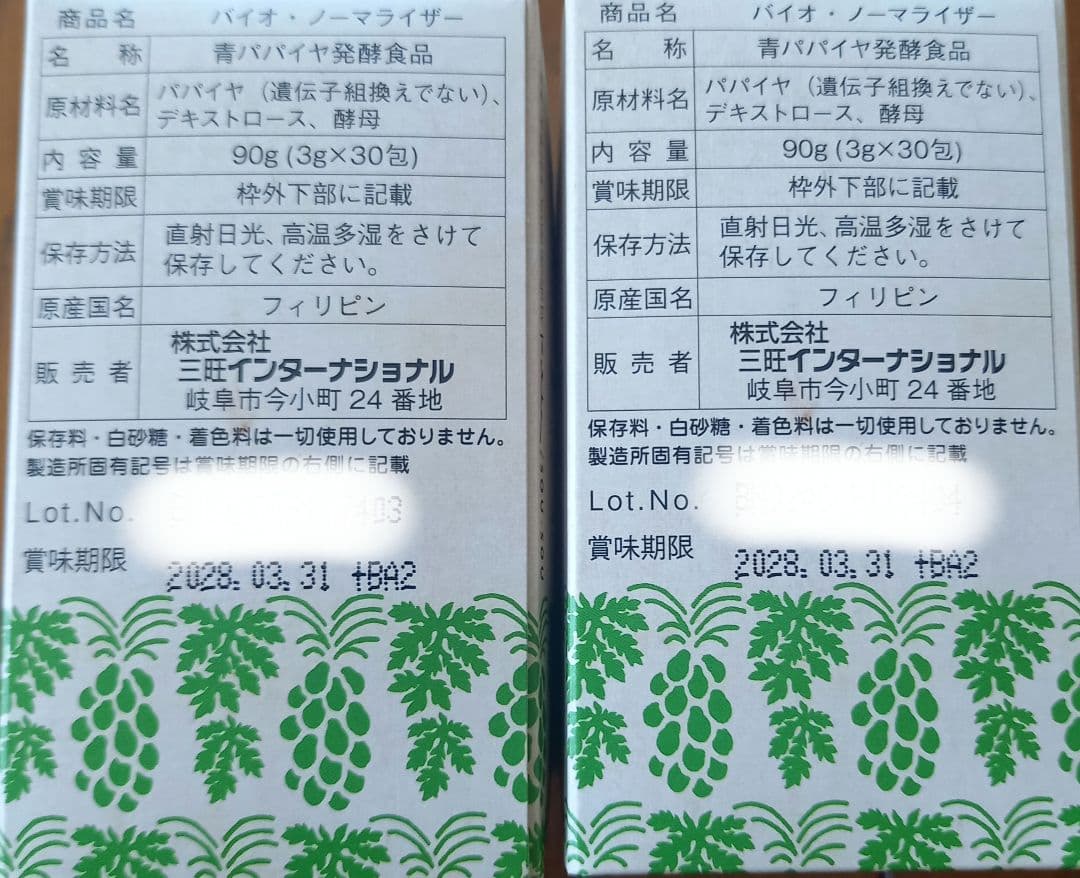 商品名 バイオ・ノーマライザー
名 称 青パパイヤ発酵食品
原材料名 パパイヤ（遺伝子組換えでない）、
デキストロース、酵母
内容量 90g (3g×30包)
賞味期限 枠外下部に記載
保存方法 直射日光、高温多湿をさけて
保存してください。
原産国名 フィリピン
販売者 株式会社
三旺インターナショナル
岐阜市今小町 24 番地
保存料・白砂糖・着色料は一切使用しておりません。
製造所固有記号は賞味期限の右側に記載
Lot.No.
賞味期限 2028.03.31 +BA2
商品名 バイオ・ノーマライザー
名 称 青パパイヤ発酵食品
原材料名 パパイヤ（遺伝子組換えでない）、
デキストロース、酵母
内容量 90g (3g×30包)
賞味期限 枠外下部に記載
保存方法 直射日光、高温多湿をさけて
保存してください。
原産国名 フィリピン
販売者 株式会社
三旺インターナショナル
岐阜市今小町 24 番地
保存料・白砂糖・着色料は一切使用しておりません。
製造所固有記号は賞味期限の右側に記載
Lot.No.
賞味期限 2028.03.31 +BA2